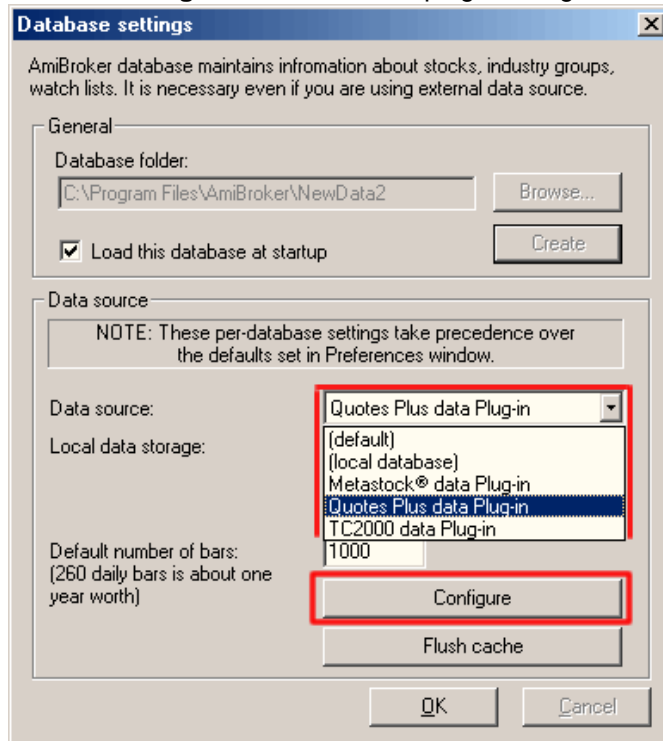 Database settings
AmiBroker database maintains infromation about stocks, industry groups,
watch lists. It is necessary even if you are using external data source.
General
Database folder:
C:\Program Files\AmiBroker\NewData2
Browse...
Load this database at startup
Create
Data source
NOTE: These per-database settings take precedence over
the defaults set in Preferences window.
Data source:
Quotes Plus data Plug-in
Local data storage:
(default)
(local database)
Metastock® data Plug-in
Quotes Plus data Plug-in
TC2000 data Plug-in
Default number of bars:
1000
(260 daily bars is about one
year worth)
Configure
Flush cache
OK
Cancel